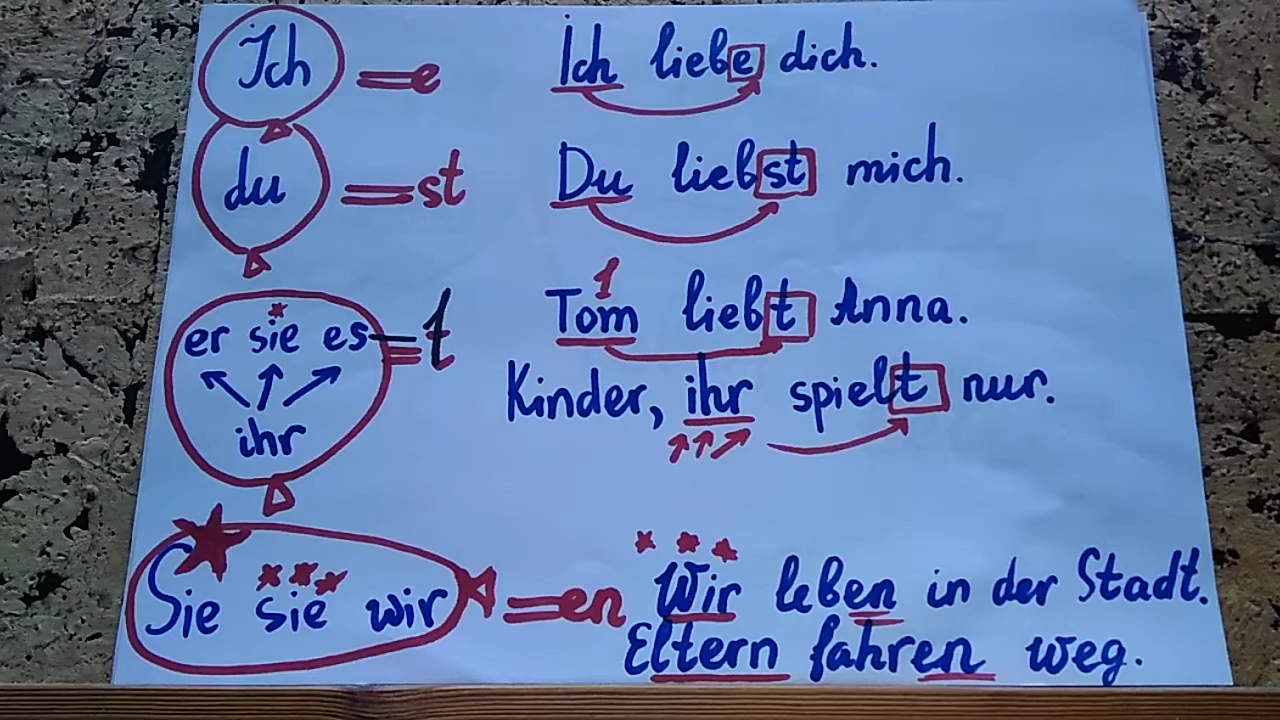 Ich = e Ich liebe dich.
du = st Du liebst mich.
1
er sie es = t Tom liebt Anna.
ihr Kinder, ihr spielt nur.
Sie sie wir = en Wir leben in der Stadt.
Eltern fahren weg.